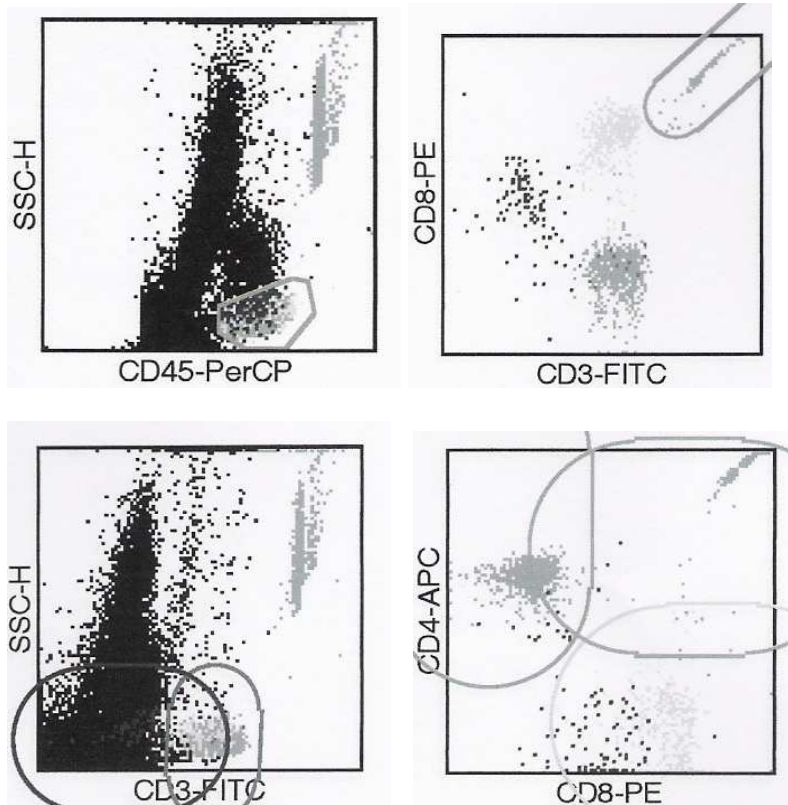 SSC-H
CD45-PerCP
CD8-PE
CD3-FITC
SSC-H
CD3-FITC
CD4-APC
CD8-PE